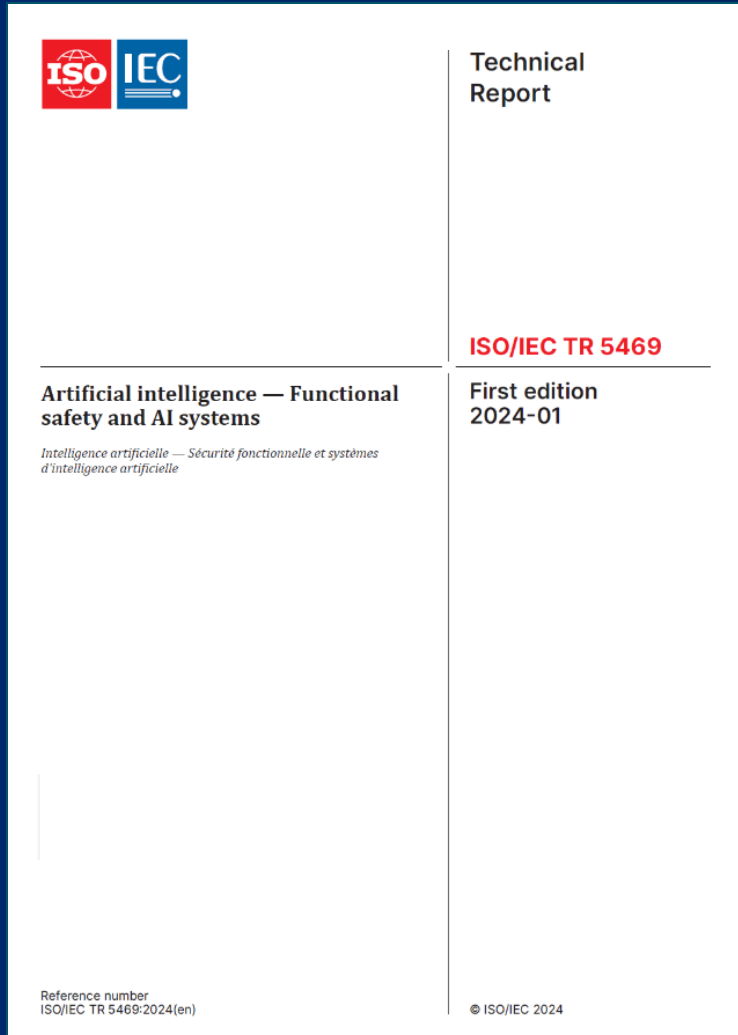 ISO IEC
Technical
Report
ISO/IEC TR 5469
Artificial intelligence — Functional
safety and AI systems
Intelligence artificielle — Sécurité fonctionnelle et systèmes
d'intelligence artificielle
First edition
2024-01
Reference number
ISO/IEC TR 5469:2024(en)
© ISO/IEC 2024